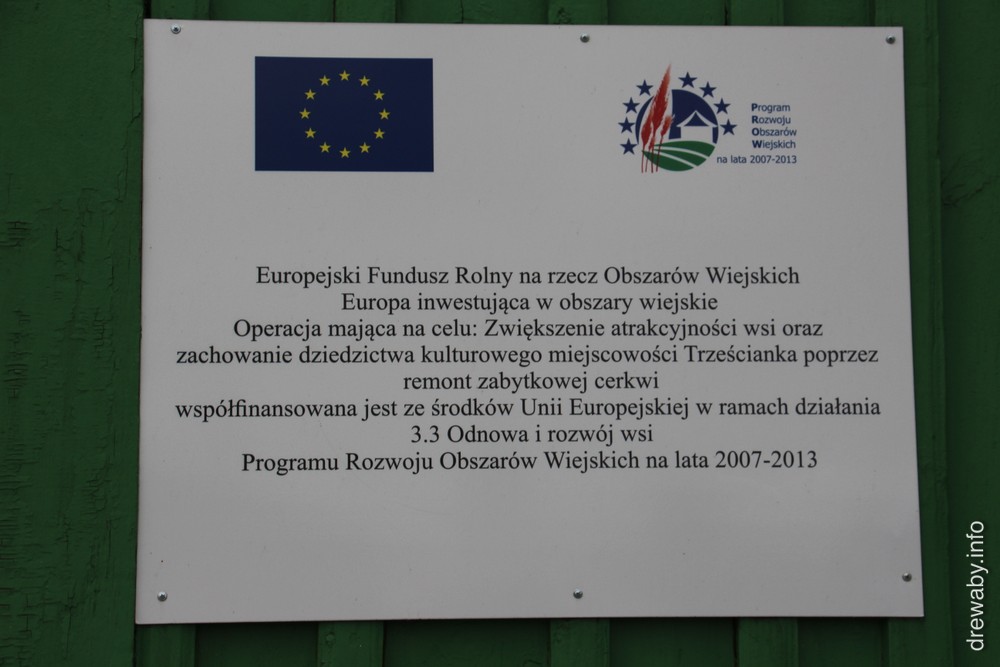 Program
Rozwoju
Obszarów
Wiejskich
na lata 2007-2013
Europejski Fundusz Rolny na rzecz Obszarów Wiejskich
Europa inwestująca w obszary wiejskie
Operacja mająca na celu: Zwiększenie atrakcyjności wsi oraz
zachowanie dziedzictwa kulturowego miejscowości Trześcianka poprzez
remont zabytkowej cerkwi
współfinansowana jest ze środków Unii Europejskiej w ramach działania
3.3 Odnowa i rozwój wsi
Programu Rozwoju Obszarów Wiejskich na lata 2007-2013
drewaby.info